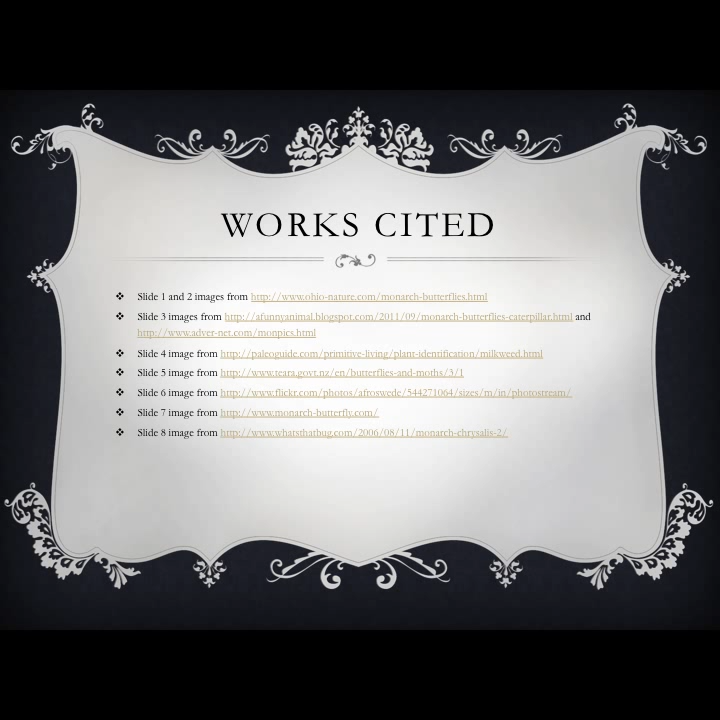 WORKS CITED
Slide 1 and 2 images from http://www.ohio-nature.com/monarch-butterflies.html
Slide 3 images from http://afunnyanimal.blogspot.com/2011/09/monarch-butterflies-caterpillar.html and
http://www.adver-net.com/monpics.html
Slide 4 image from http://paleoguide.com/primitive-living/plant-identification/milkweed.html
Slide 5 image from http://www.teara.govt.nz/en/butterflies-and-moths/3/1
Slide 6 image from http://www.flickr.com/photos/afroswede/544271064/sizes/m/in/photostream/
Slide 7 image from http://www.monarch-butterfly.com/
Slide 8 image from http://www.whatsthatbug.com/2006/08/11/monarch-chrysalis-2/